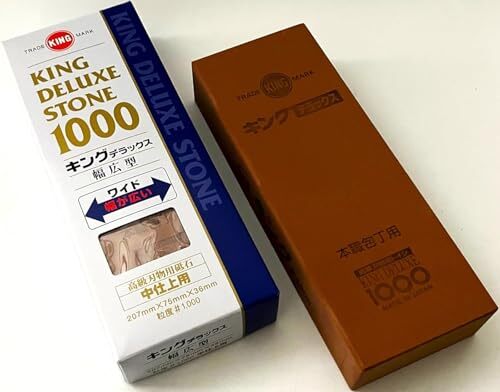 TRADE KING MARK
KING
DELUXE
STONE
1000
キングデラックス
幅広型
ワイド
幅が広い
高級刃物用砥石
中仕上用
207mm×75mm×36mm
粒度#1000
KING DELUXE STONE
キングデラックス
幅広型
TRADE KING MARK
キングデラックス
本職包丁用
KING DELUXE
1000
MADE IN JAPAN